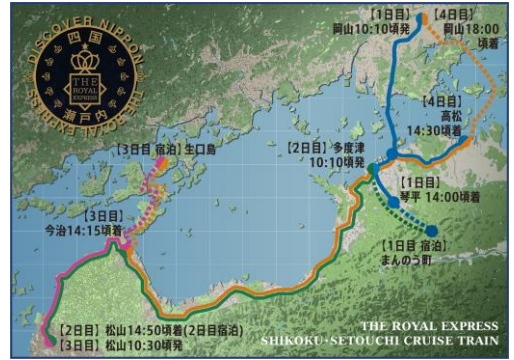 DISCOVER NIPPON
THE ROYAL EXPRESS
四国
THE
ROYAL
EXPRESS
瀬戸内
【1日目】
岡山10:10頃発
【4日目】
岡山18:00
頃着
【4日目】
高松
14:30頃着
【2日目】多度津
10:10頃発
【3日目 宿泊】生口島
【1日目】
琴平 14:00頃着
【3日目】
今治14:15頃着
【1日目 宿泊】
まんのう町
【2日目】松山14:50頃着(2日目宿泊)
【3日目】松山10:30頃発
THE ROYAL EXPRESS
SHIKOKU・SETOUCHI CRUISE TRAIN